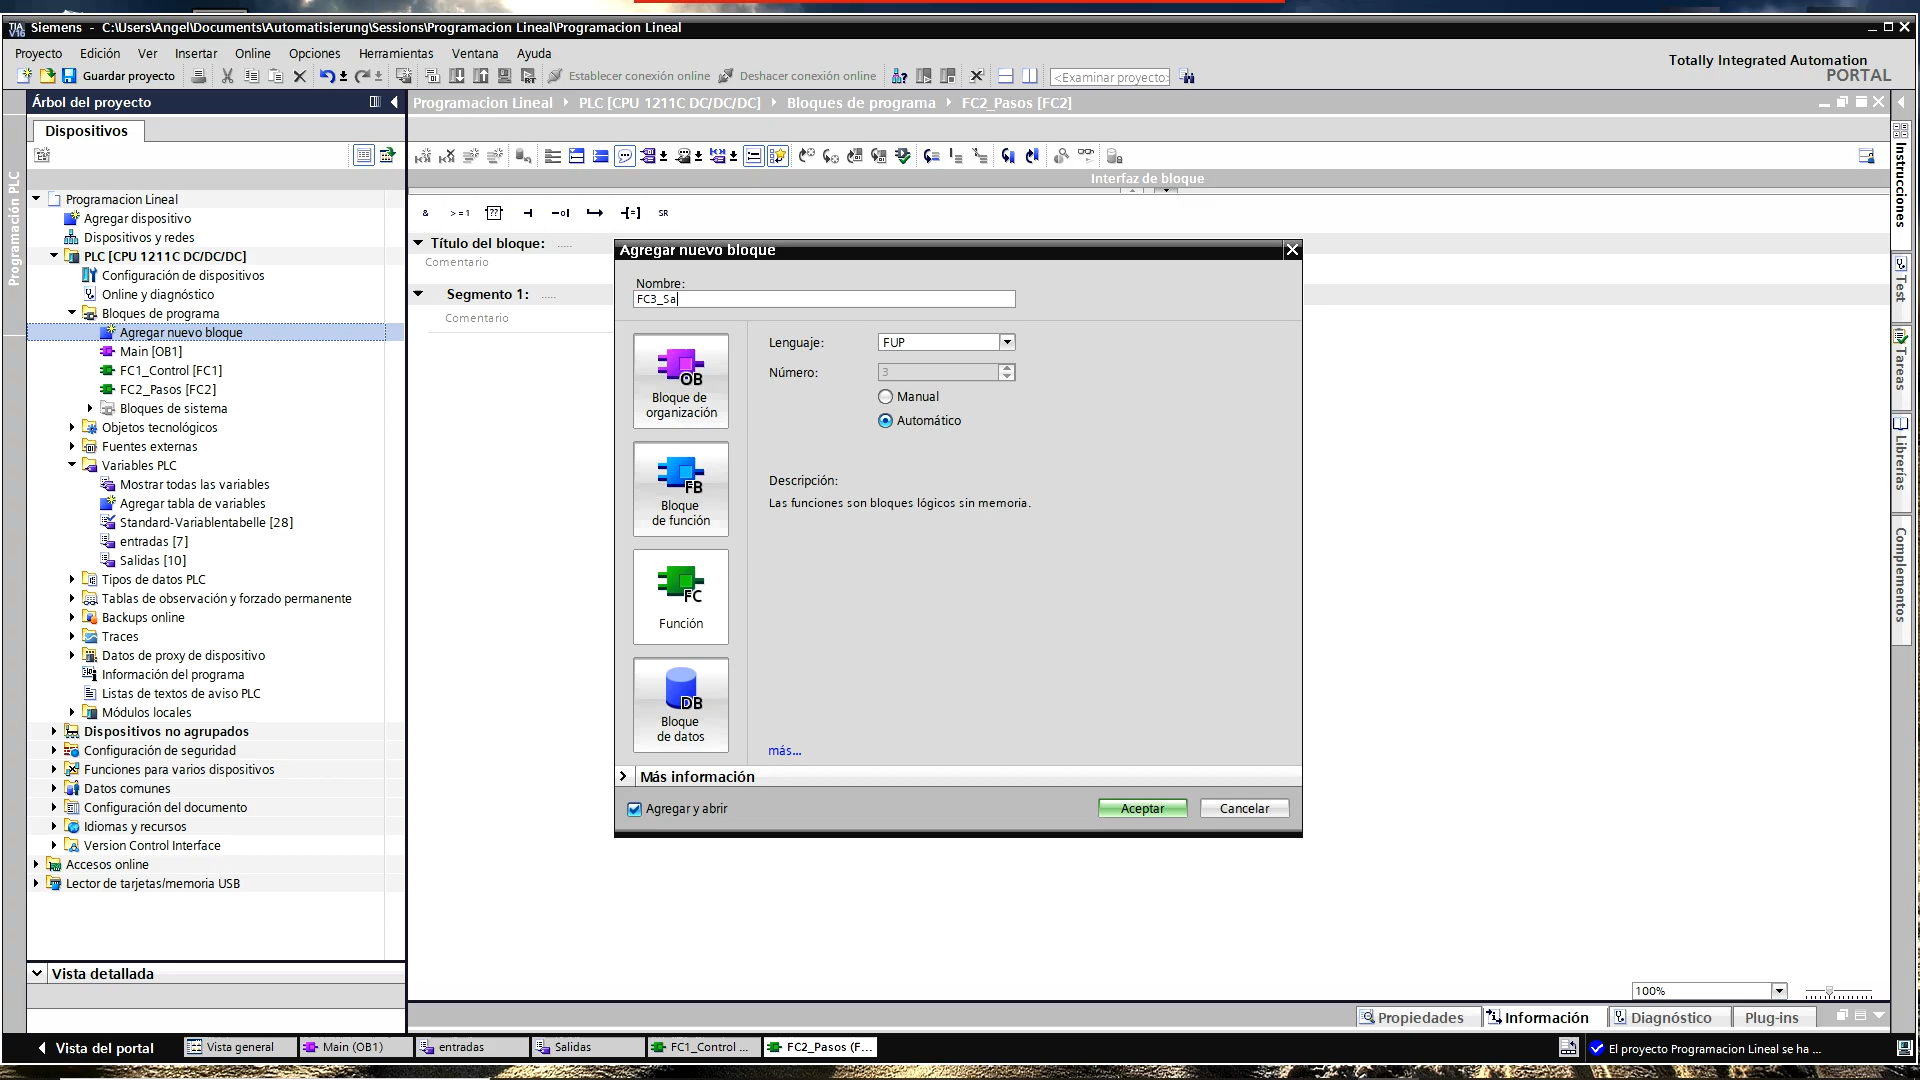 Siemens - C:\Users\Angel\Documents\Automatisierung\Sessions\Programacion Lineal\Programacion Lineal
Proyecto Edición Ver Insertar Online Opciones Herramientas Ventana Ayuda
Guardar proyecto
Establecer conexión online
Deshacer conexión online
<Examinar proyecto>
Totally Integrated Automation
PORTAL
Árbol del proyecto
Programacion Lineal PLC [CPU 1211C DC/DC/DC] Bloques de programa FC2_Pasos [FC2]
Dispositivos
Programación PLC
Programacion Lineal
Agregar dispositivo
Dispositivos y redes
PLC [CPU 1211C DC/DC/DC]
Configuración de dispositivos
Online y diagnóstico
Bloques de programa
Agregar nuevo bloque
Main [OB1]
FC1_Control [FC1]
FC2_Pasos [FC2]
Bloques de sistema
Objetos tecnológicos
Fuentes externas
Variables PLC
Mostrar todas las variables
Agregar tabla de variables
Standard-Variablentabelle [28]
entradas [7]
Salidas [10]
Tipos de datos PLC
Tablas de observación y forzado permanente
Backups online
Traces
Datos de proxy de dispositivo
Información del programa
Listas de textos de aviso PLC
Módulos locales
Dispositivos no agrupados
Configuración de seguridad
Funciones para varios dispositivos
Datos comunes
Configuración del documento
Idiomas y recursos
Version Control Interface
Accesos online
Lector de tarjetas/memoria USB
Vista detallada
Interfaz de bloque
& >=1 ?? SR
Título del bloque: .....
Comentario
Segmento 1: .....
Comentario
Agregar nuevo bloque
Nombre:
FC3_Sa
OB
Bloque de
organización
FB
Bloque
de función
FC
Función
DB
Bloque
de datos
Lenguaje: FUP
Número: 3
Manual
Automático
Descripción:
Las funciones son bloques lógicos sin memoria.
más...
Más información
Agregar y abrir
Aceptar
Cancelar
Instrucciones
Test
Tareas
Librerías
Complementos
100%
Propiedades
Información
Diagnóstico
Plug-ins
Vista del portal
Vista general
Main (OB1)
entradas
Salidas
FC1_Control ...
FC2_Pasos (F...
El proyecto Programacion Lineal se ha ...